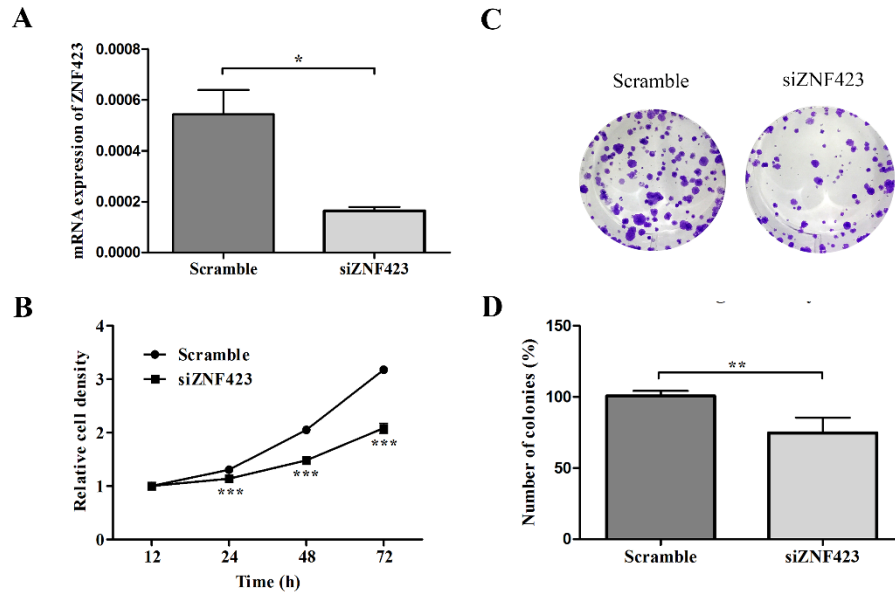 A
mRNA expression of ZNF423
0.0008
0.0006
0.0004
0.0002
0.0000
*
Scramble
siZNF423
B
Relative cell density
4
3
2
1
0
Scramble
siZNF423
***
***
***
12
24
48
72
Time (h)
C
Scramble
siZNF423
D
Number of colonies (%)
150
100
50
0
**
Scramble
siZNF423